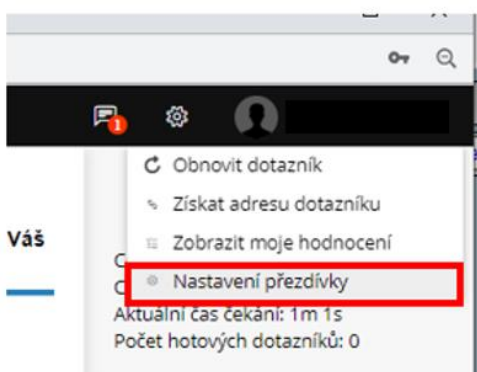 1
Obnovit dotazník
Získat adresu dotazníku
Zobrazit moje hodnocení
Váš
Nastavení přezdívky
Aktuální čas čekání: 1m 1s
Počet hotových dotazníků: 0